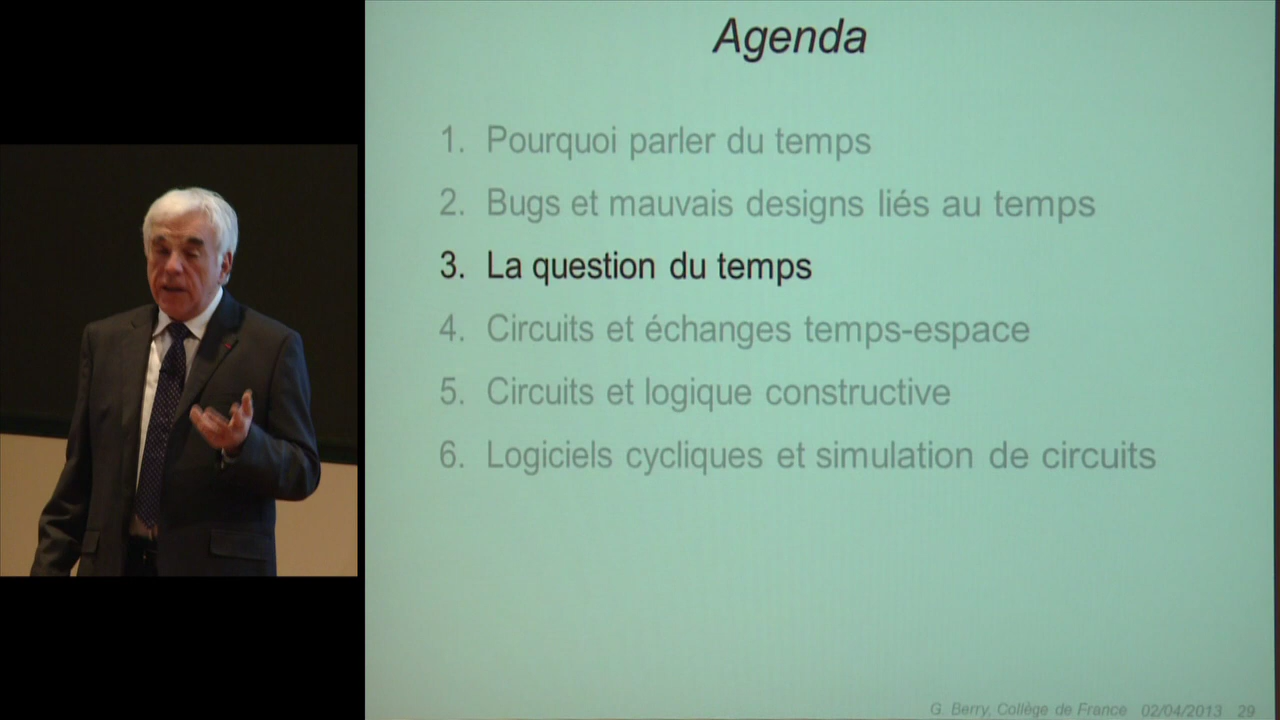 Agenda
1. Pourquoi parler du temps
2. Bugs et mauvais designs liés au temps
3. La question du temps
4. Circuits et échanges temps-espace
5. Circuits et logique constructive
6. Logiciels cycliques et simulation de circuits
G. Berry, Collège de France 02/04/2013 29